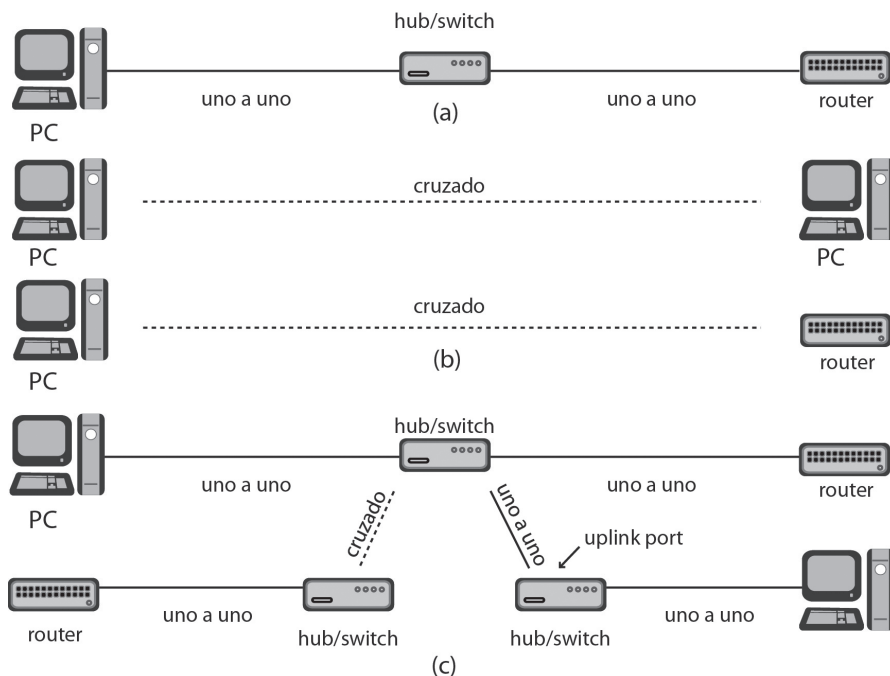 hub/switch
uno a uno
uno a uno
PC
(a)
router
cruzado
PC
PC
cruzado
PC
(b)
router
hub/switch
uno a uno
uno a uno
PC
router
cruzado
uno a uno
uplink port
uno a uno
uno a uno
router
hub/switch
hub/switch
(c)